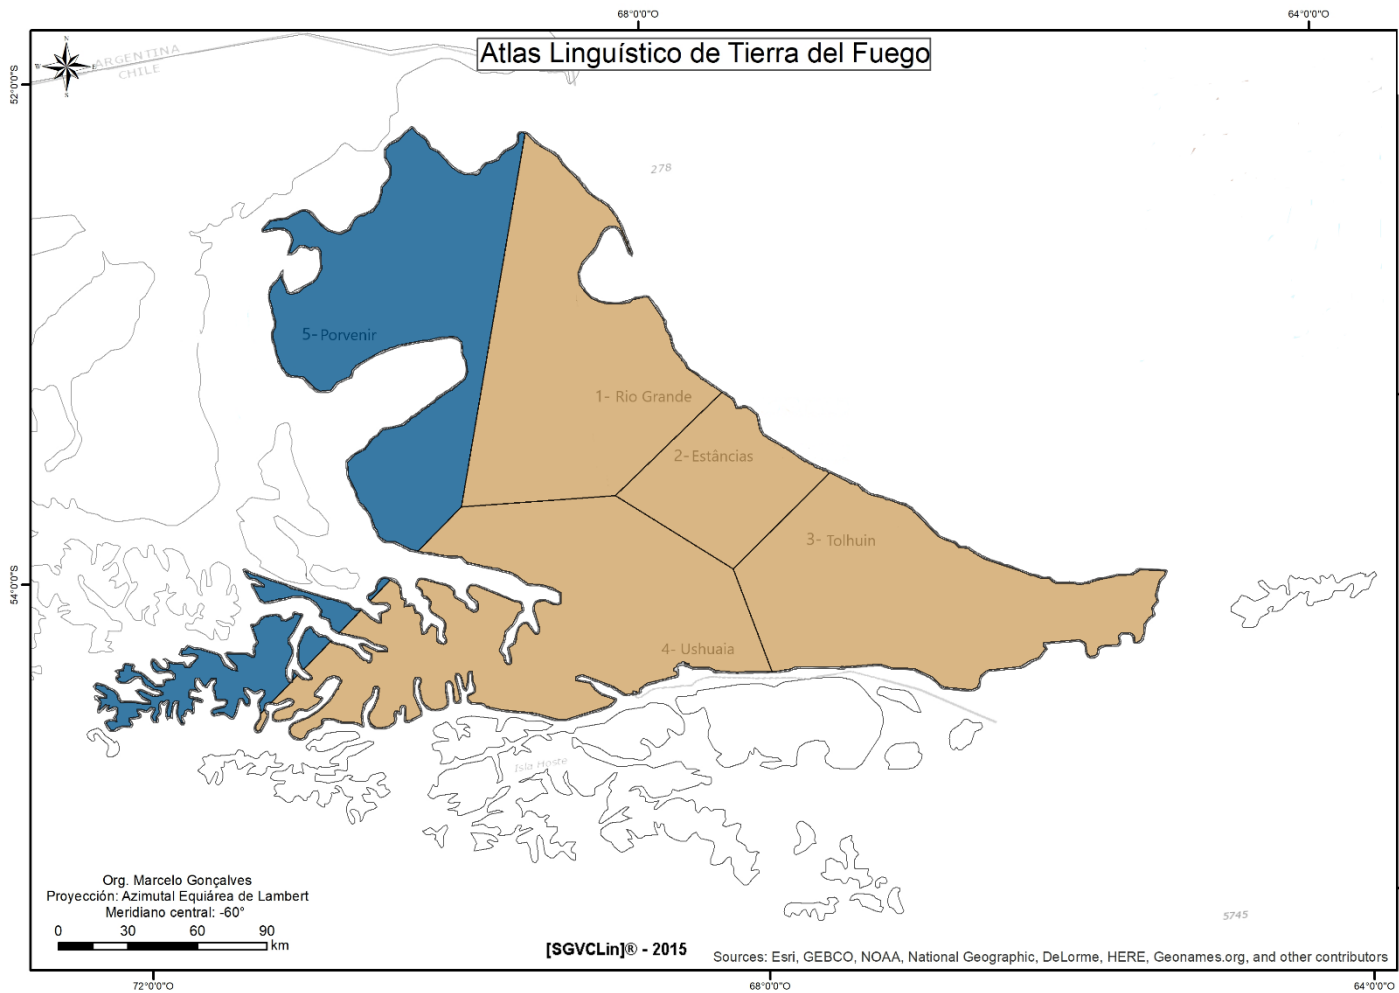 68°0'0"O
64°0'0"O
Atlas Linguístico de Tierra del Fuego
N
W
E
S
ARGENTINA
CHILE
52°0'0"S
278
5- Porvenir
1- Rio Grande
2- Estâncias
3- Tolhuin
54°0'0"S
4- Ushuaia
Isla Hoste
Org. Marcelo Gonçalves
Proyección: Azimutal Equiárea de Lambert
Meridiano central: -60°
0 30 60 90
km
5745
[SGVCLin]® - 2015
Sources: Esri, GEBCO, NOAA, National Geographic, DeLorme, HERE, Geonames.org, and other contributors
72°0'0"O
68°0'0"O
64°0'0"O